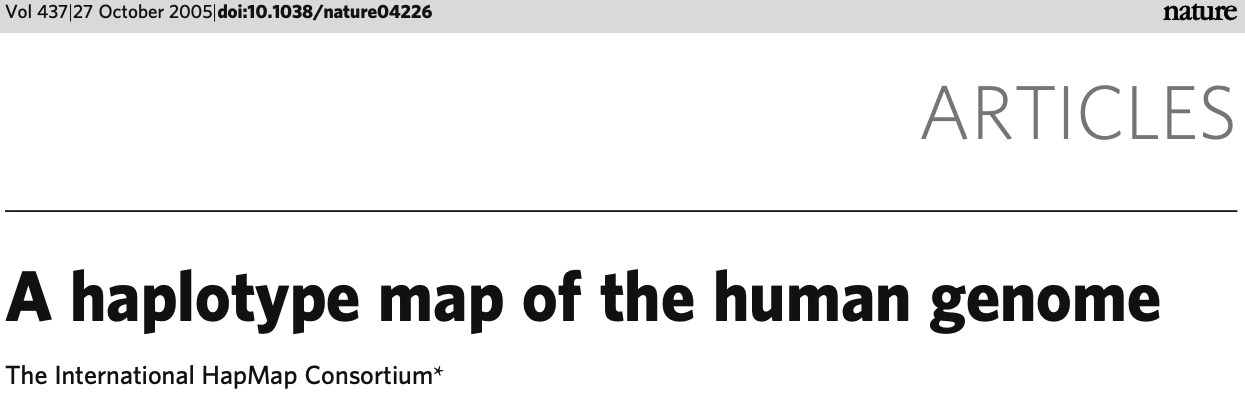 Vol 437|27 October 2005|doi:10.1038/nature04226 nature
ARTICLES
A haplotype map of the human genome
The International HapMap Consortium*